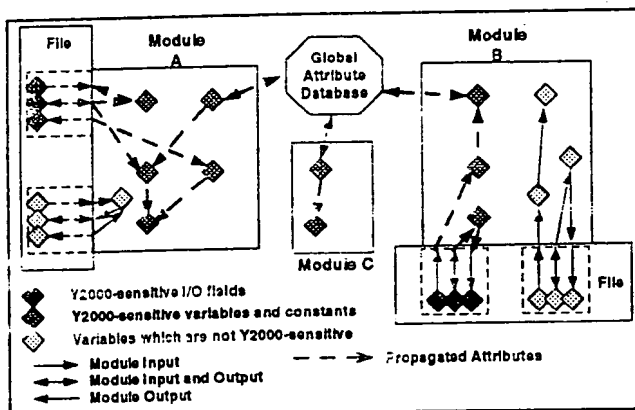 File
Module
A
Global
Attribute
Database
Module
B
Module C
File
Y2000-sensitive I/O fields
Y2000-sensitive variables and constants
Variables which are not Y2000-sensitive
Module Input
Module Input and Output
Module Output
Propagated Attributes